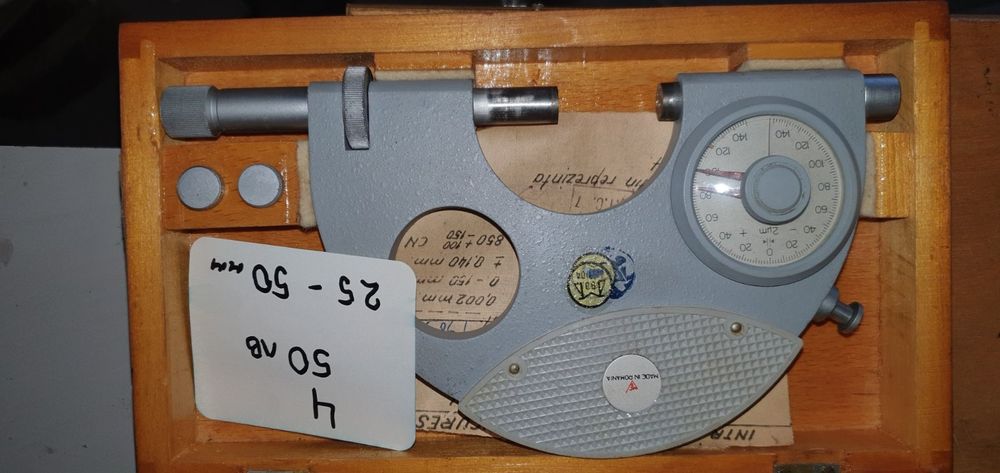 4
50 лв
25 - 50 мм
MADE IN ROMANIA
0,002 mm
0 - 150 mm
± 0,140 mm
850 +100 -150 CN
0
20 20
+ 2µm -
40 40
60 60
80 80
100
120 120
140 140